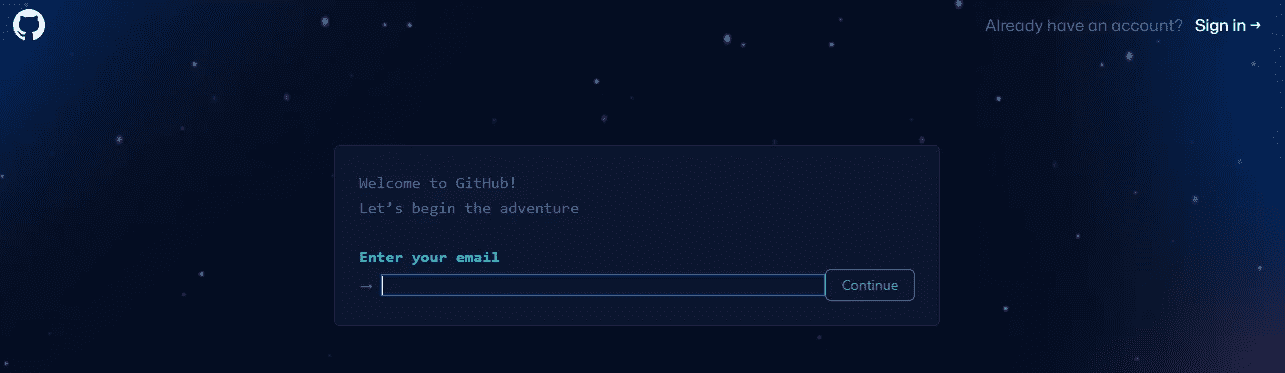 Already have an account? Sign in →
Welcome to GitHub!
Let’s begin the adventure
Enter your email
→
Continue